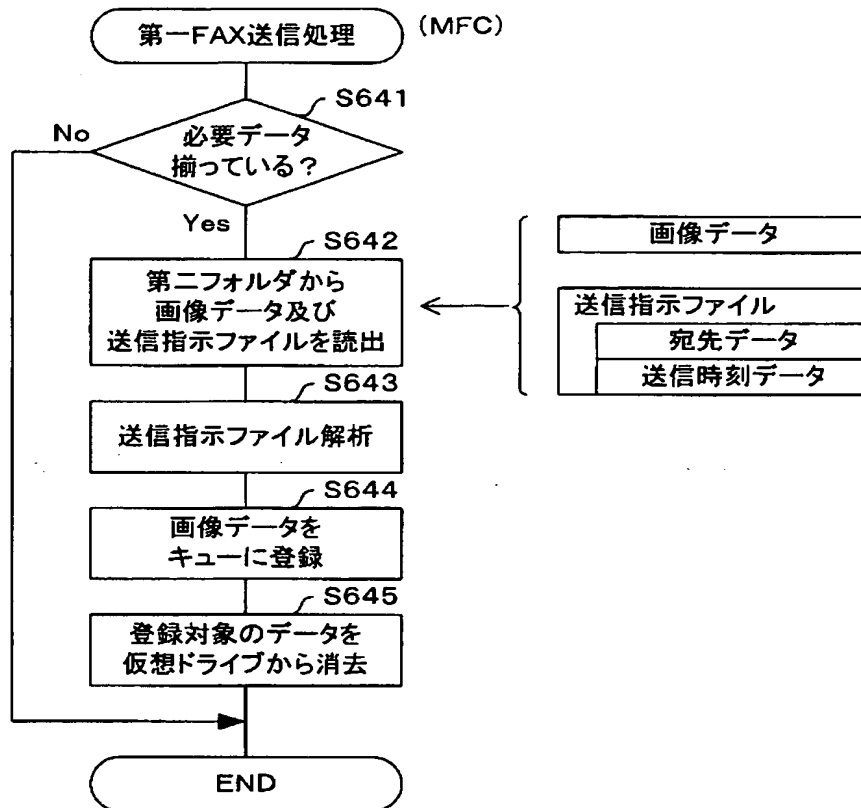 第一FAX送信処理
(MFC)
S641
必要データ
揃っている？
No
Yes
S642
第二フォルダから
画像データ及び
送信指示ファイルを読出
画像データ
送信指示ファイル
宛先データ
送信時刻データ
S643
送信指示ファイル解析
S644
画像データを
キューに登録
S645
登録対象のデータを
仮想ドライブから消去
END